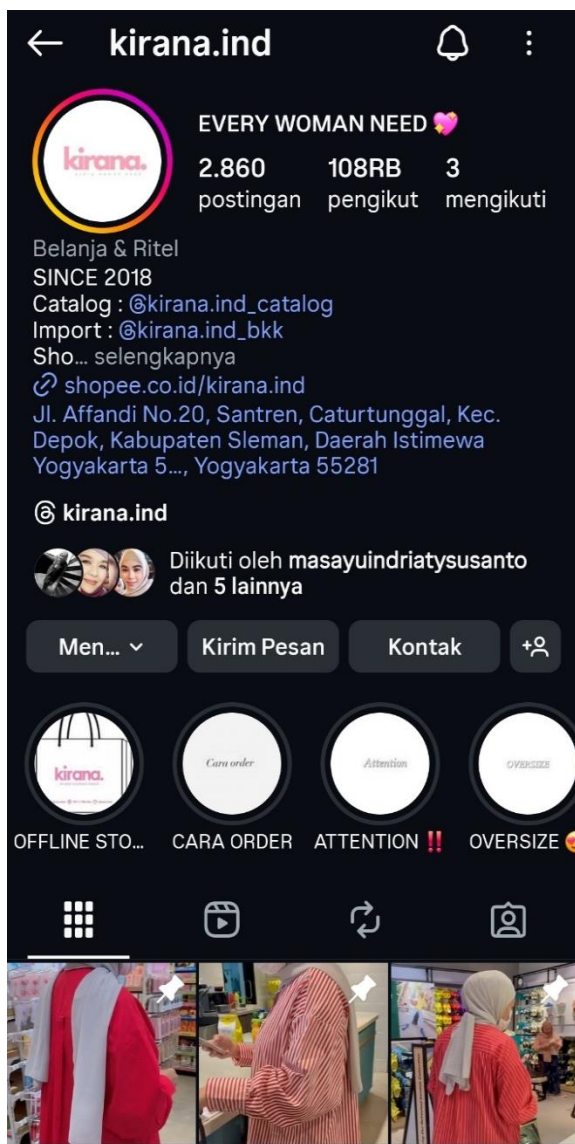 kirana.ind
kirana.
EVERY WOMAN NEED 💖
2.860 108RB 3
postingan pengikut mengikuti
Belanja & Ritel
SINCE 2018
Catalog : @kirana.ind_catalog
Import : @kirana.ind_bkk
Sho... selengkapnya
shopee.co.id/kirana.ind
Jl. Affandi No.20, Santren, Caturtunggal, Kec.
Depok, Kabupaten Sleman, Daerah Istimewa
Yogyakarta 5..., Yogyakarta 55281
kirana.ind
Diikuti oleh masayuindriatysusanto
dan 5 lainnya
Men... Kirim Pesan Kontak
kirana. Cara order Attention OVERSIZE
OFFLINE STO... CARA ORDER ATTENTION ‼️ OVERSIZE 😍